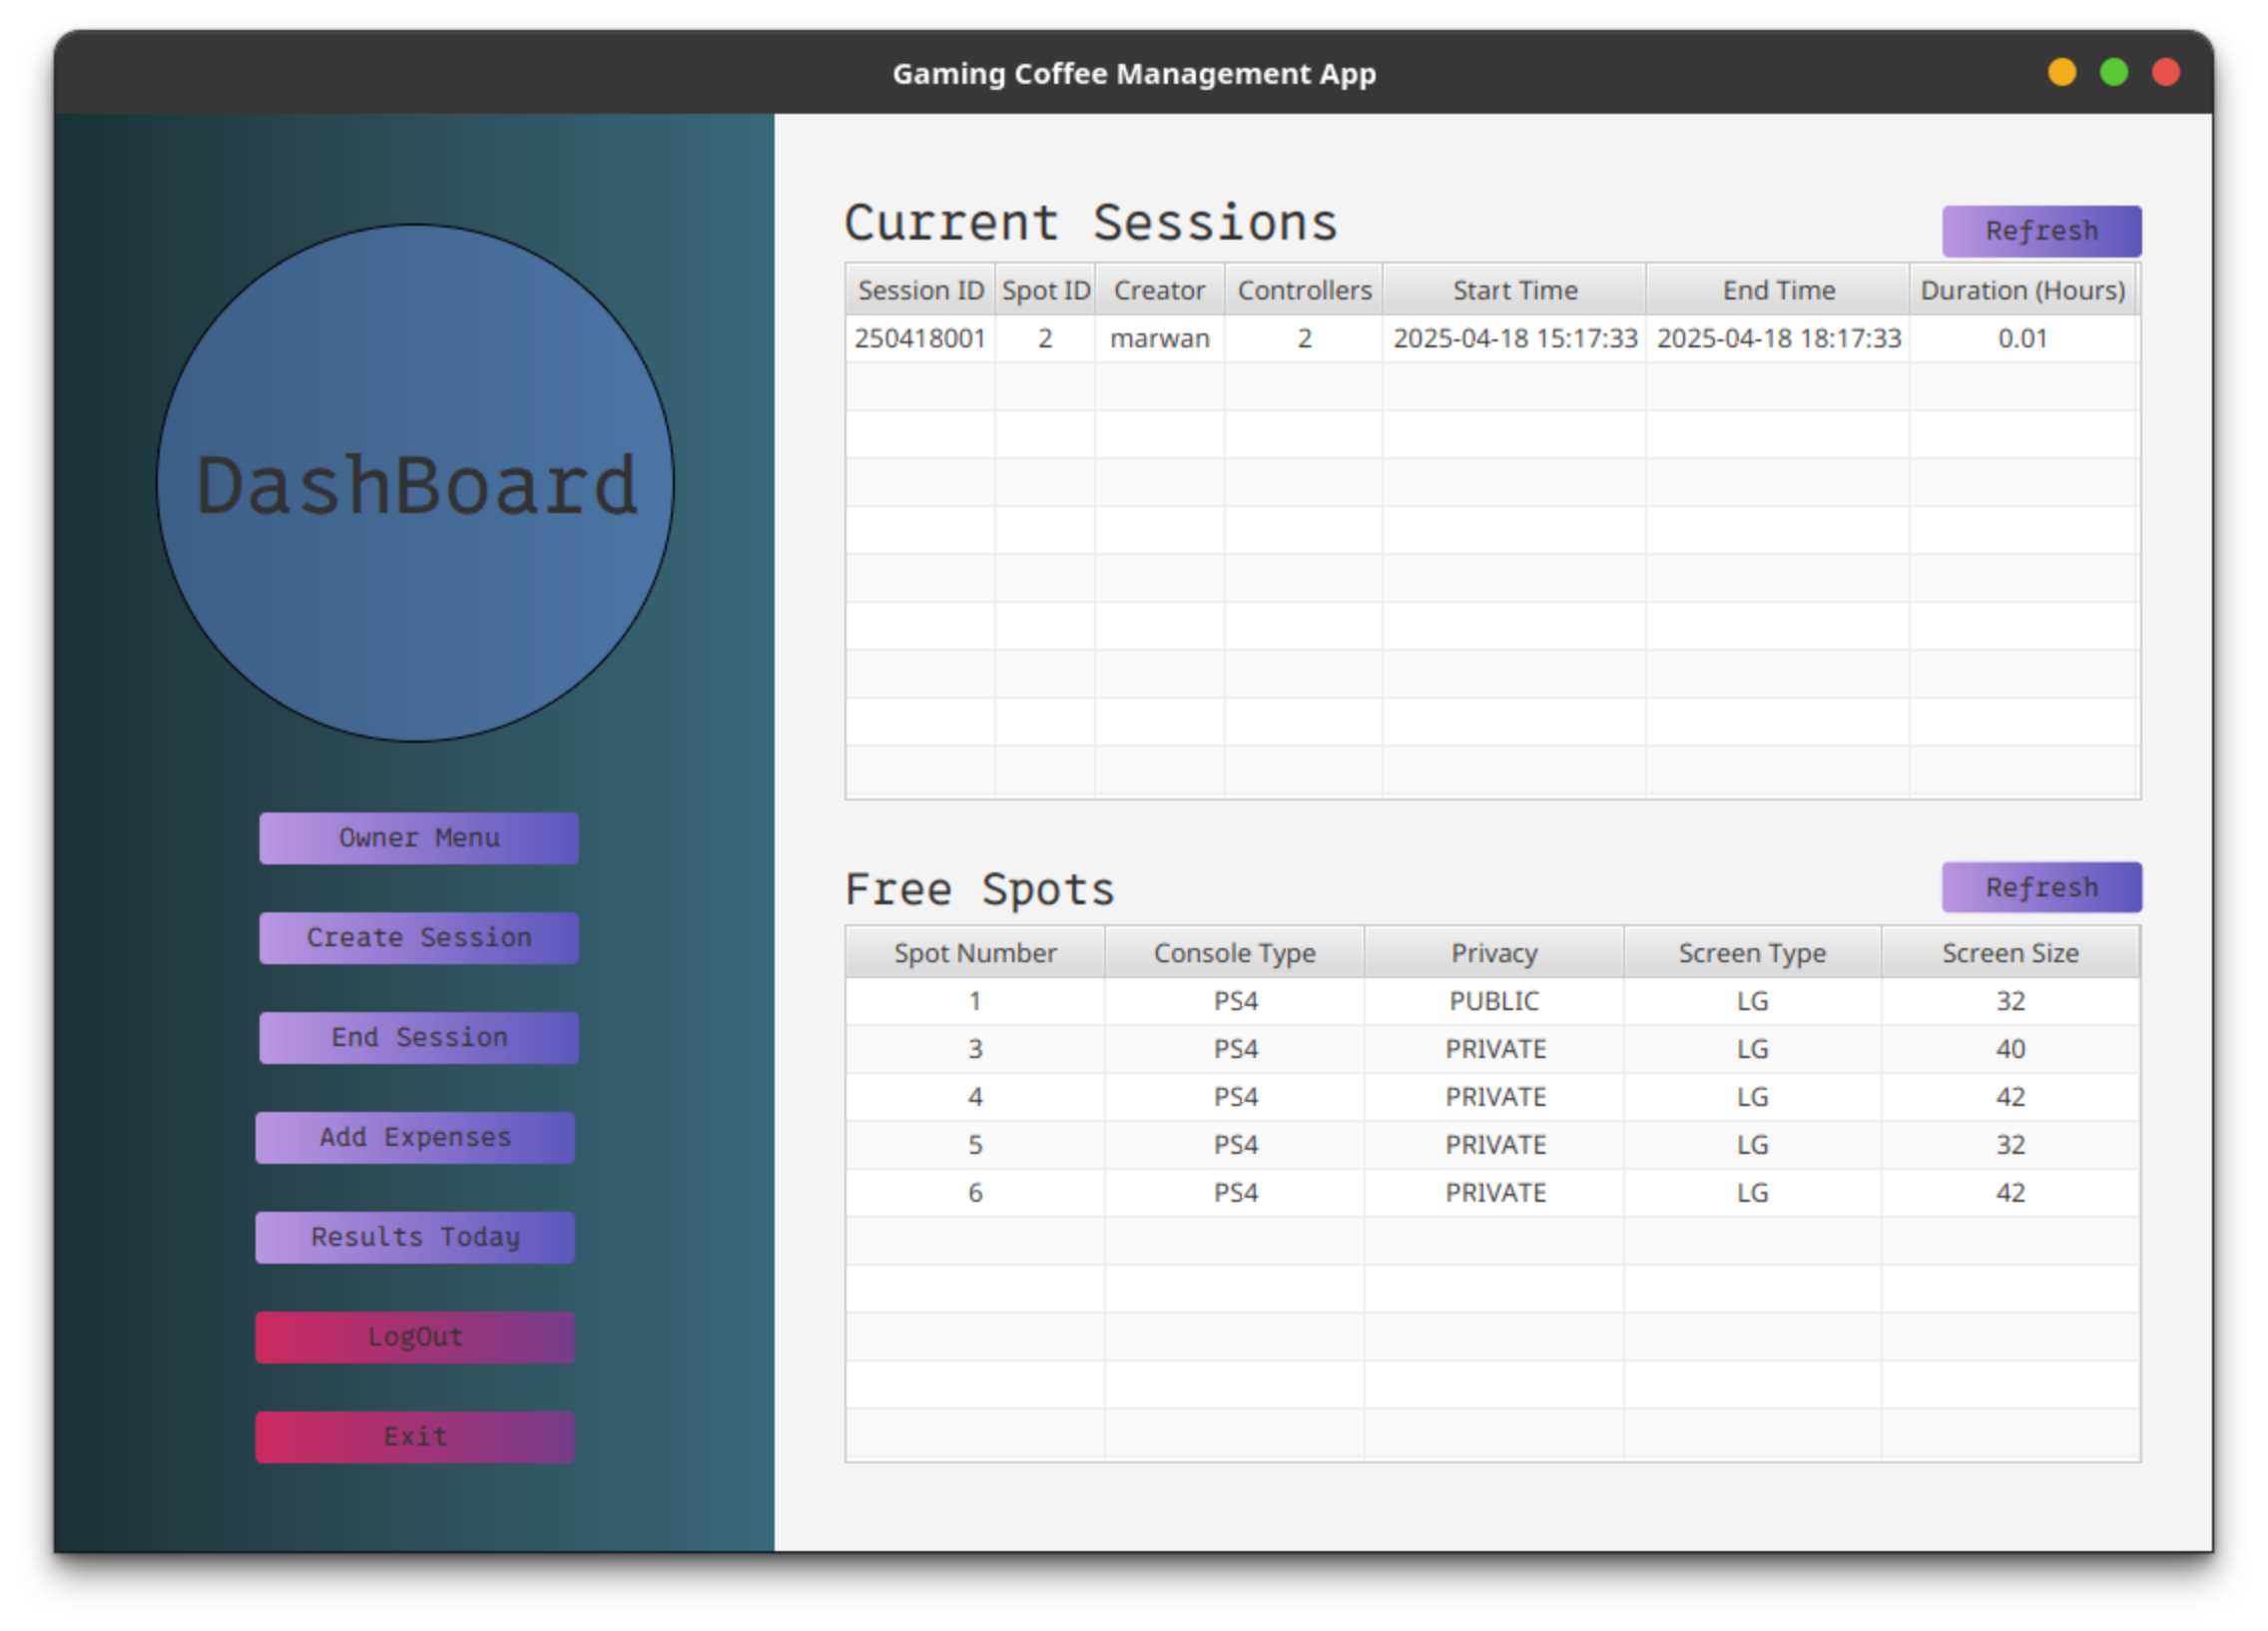 Gaming Coffee Management App
DashBoard
Owner Menu
Create Session
End Session
Add Expenses
Results Today
LogOut
Exit
Current Sessions
Refresh
Session ID Spot ID Creator Controllers Start Time End Time Duration (Hours)
250418001 2 marwan 2 2025-04-18 15:17:33 2025-04-18 18:17:33 0.01
Free Spots
Refresh
Spot Number Console Type Privacy Screen Type Screen Size
1 PS4 PUBLIC LG 32
3 PS4 PRIVATE LG 40
4 PS4 PRIVATE LG 42
5 PS4 PRIVATE LG 32
6 PS4 PRIVATE LG 42